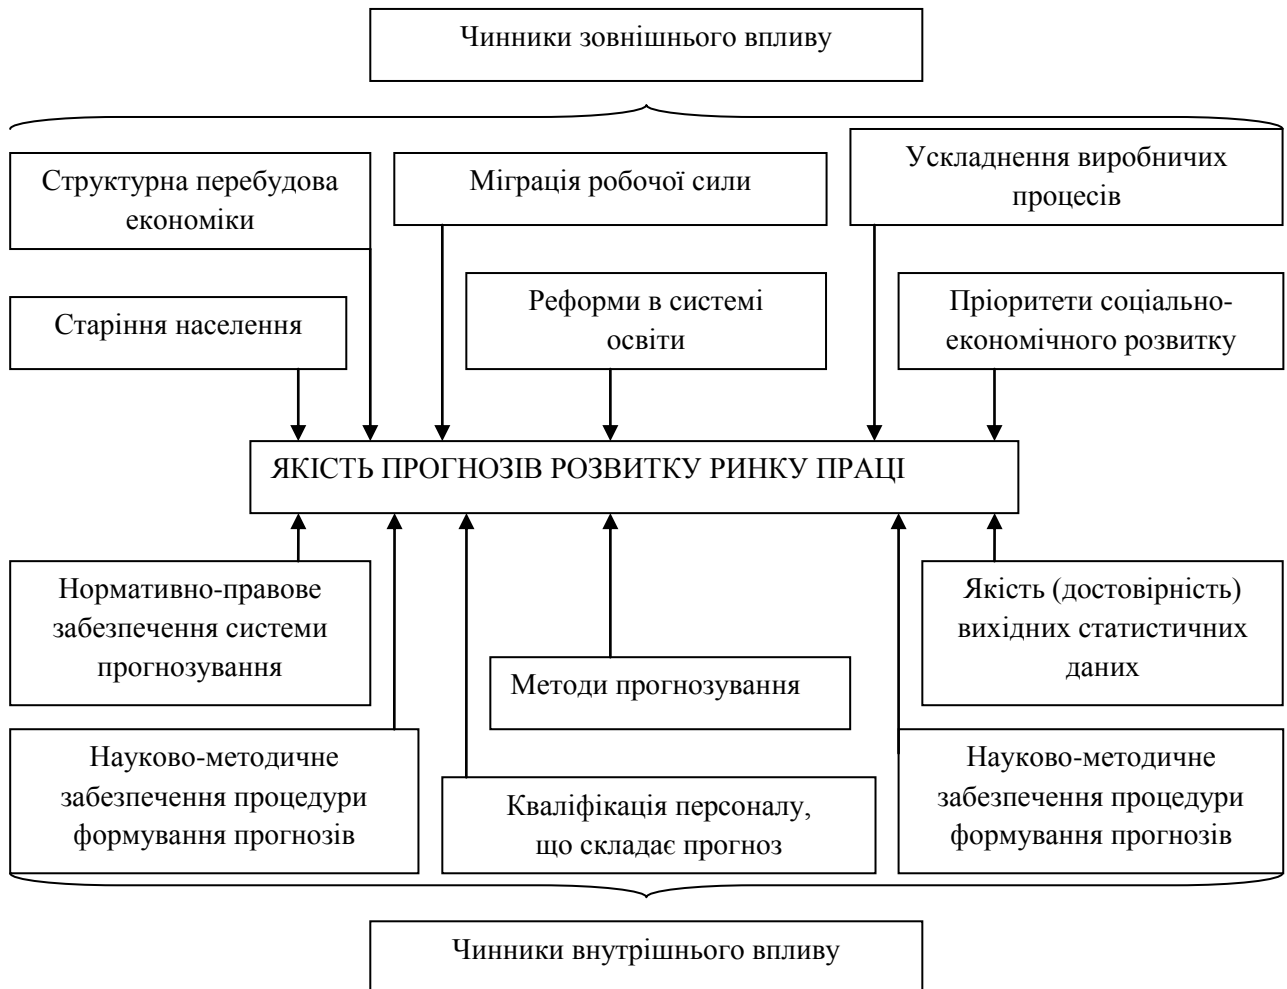 Чинники зовнішнього впливу
Структурна перебудова
економіки
Міграція робочої сили
Ускладнення виробничих
процесів
Старіння населення
Реформи в системі
освіти
Пріоритети соціально-
економічного розвитку
ЯКІСТЬ ПРОГНОЗІВ РОЗВИТКУ РИНКУ ПРАЦІ
Нормативно-правове
забезпечення системи
прогнозування
Методи прогнозування
Якість (достовірність)
вихідних статистичних
даних
Науково-методичне
забезпечення процедури
формування прогнозів
Кваліфікація персоналу,
що складає прогноз
Науково-методичне
забезпечення процедури
формування прогнозів
Чинники внутрішнього впливу